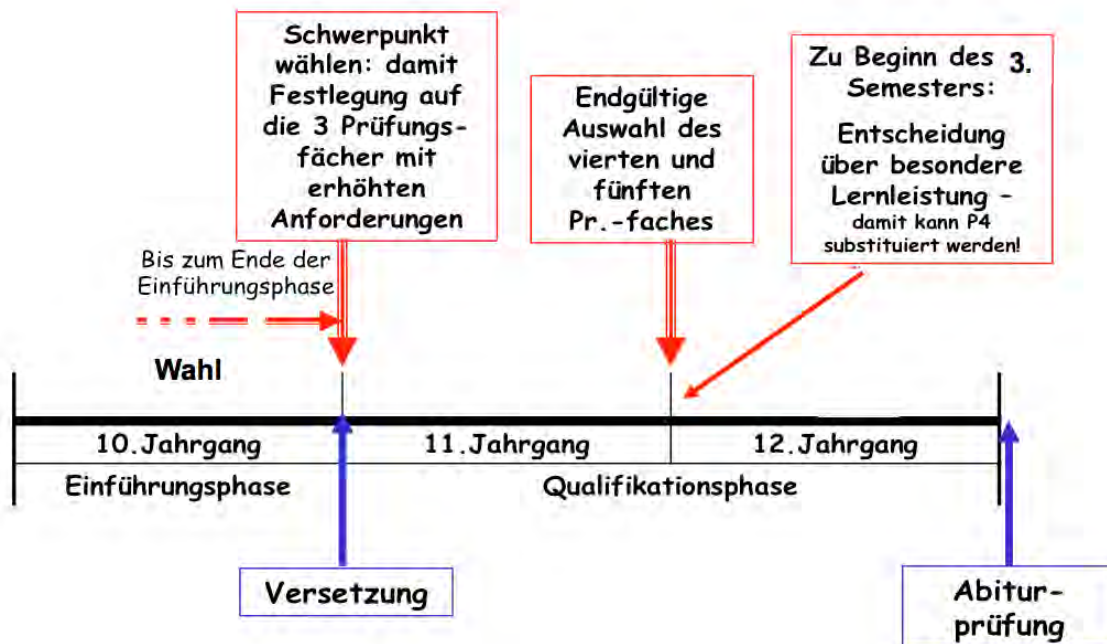 Schwerpunkt
wählen: damit
Festlegung auf
die 3 Prüfungs-
fächer mit
erhöhten
Anforderungen
Endgültige
Auswahl des
vierten und
fünften
Pr.-faches
Zu Beginn des 3.
Semesters:
Entscheidung
über besondere
Lernleistung -
damit kann P4
substituiert werden!
Bis zum Ende der
Einführungsphase
Wahl
10.Jahrgang
11.Jahrgang
12.Jahrgang
Einführungsphase
Qualifikationsphase
Versetzung
Abitur-
prüfung